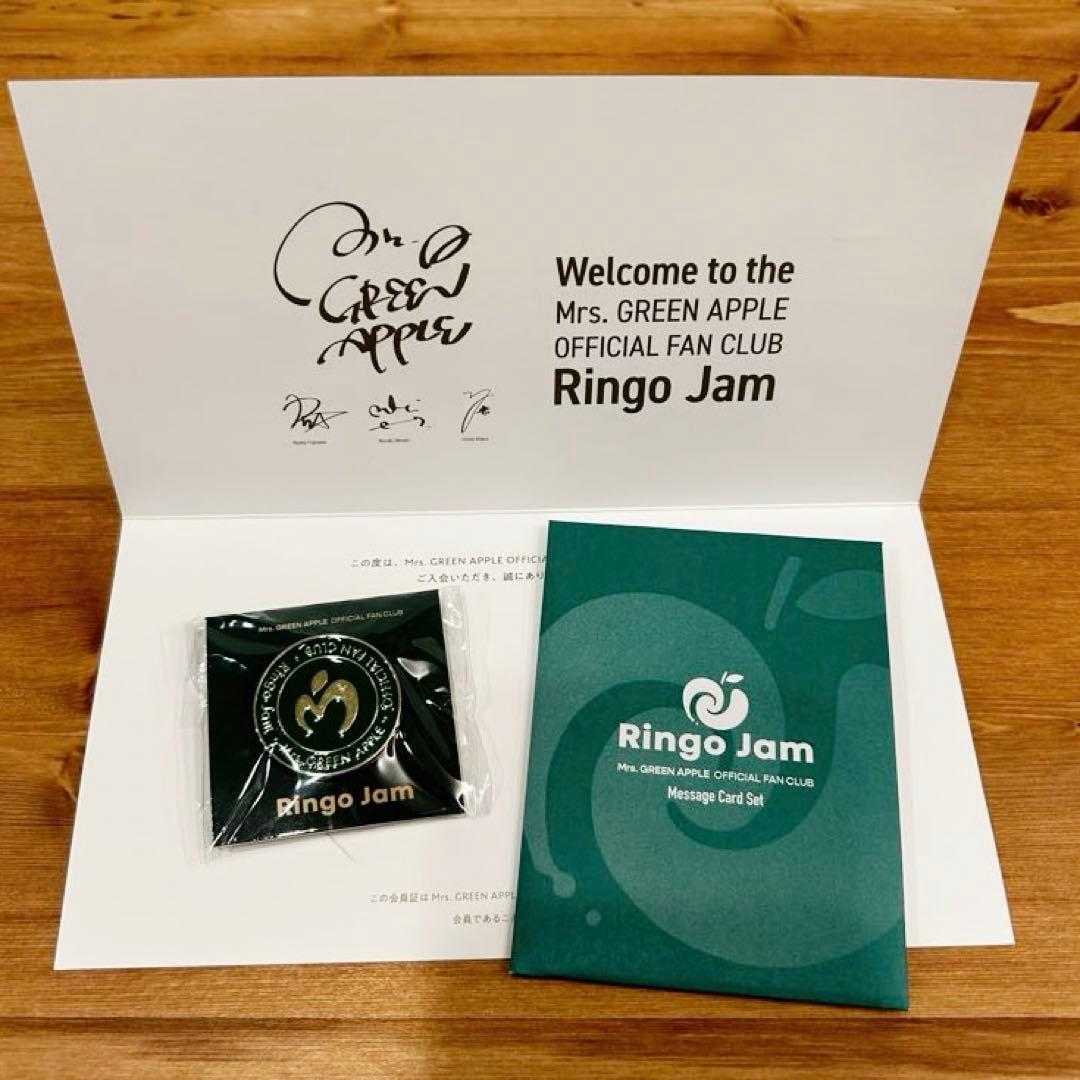 Mrs. GREEN APPLE
Welcome to the
Mrs. GREEN APPLE
OFFICIAL FAN CLUB
Ringo Jam
この度は、Mrs. GREEN APPLE OFFICIA
ご入会いただき、誠にあり
Mrs. GREEN APPLE OFFICIAL FAN CLUB
Mrs. GREEN APPLE OFFICIAL FAN CLUB Ringo Jam
Ringo Jam
Ringo Jam
Mrs. GREEN APPLE OFFICIAL FAN CLUB
Message Card Set
この会員証は Mrs. GREEN APPL
会員であるこ